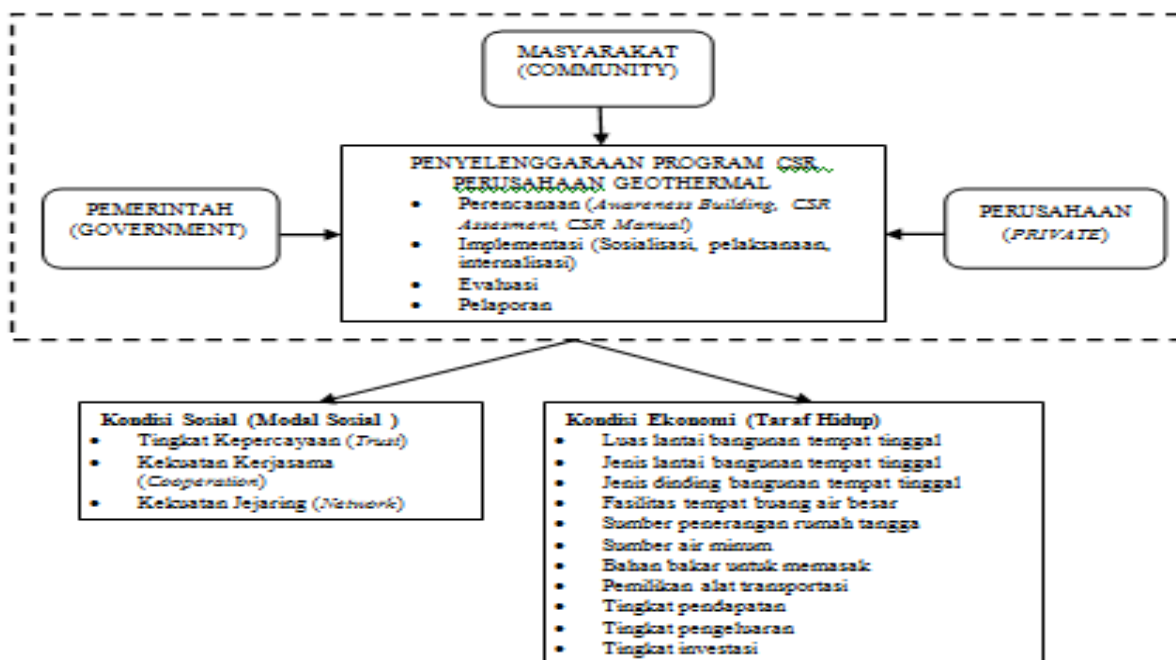 MASYARAKAT
(COMMUNITY)
PENYELENGGARAAN PROGRAM CSR
PERUSAHAAN GEOTHERMAL
• Perencanaan (Awareness Building, CSR
Assesment, CSR Manual)
• Implementasi (Sosialisasi, pelaksanaan,
internalisasi)
• Evaluasi
• Pelaporan
PEMERINTAH
(GOVERNMENT)
PERUSAHAAN
(PRIVATE)
Kondisi Sosial (Modal Sosial )
• Tingkat Kepercayaan (Trust)
• Kekuatan Kerjasama
(Cooperation)
• Kekuatan Jejaring (Network)
Kondisi Ekonomi (Taraf Hidup)
• Luas lantai bangunan tempat tinggal
• Jenis lantai bangunan tempat tinggal
• Jenis dinding bangunan tempat tinggal
• Fasilitas tempat buang air besar
• Sumber penerangan rumah tangga
• Sumber air minum
• Bahan bakar untuk memasak
• Pemilikan alat transportasi
• Tingkat pendapatan
• Tingkat pengeluaran
• Tingkat investasi